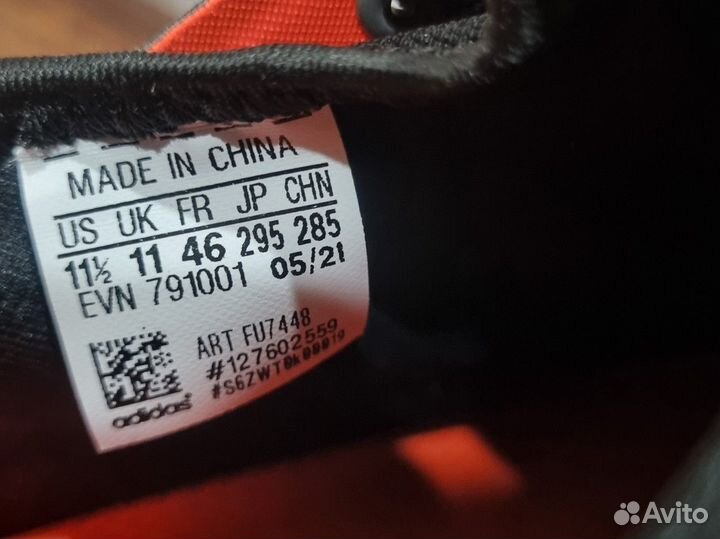 MADE IN CHINA
US UK FR JP CHN
11½ 11 46 295 285
EVN 791001 05/21
ART FU7448
#127602559
#S6ZWT0K00019
adidas
Avito